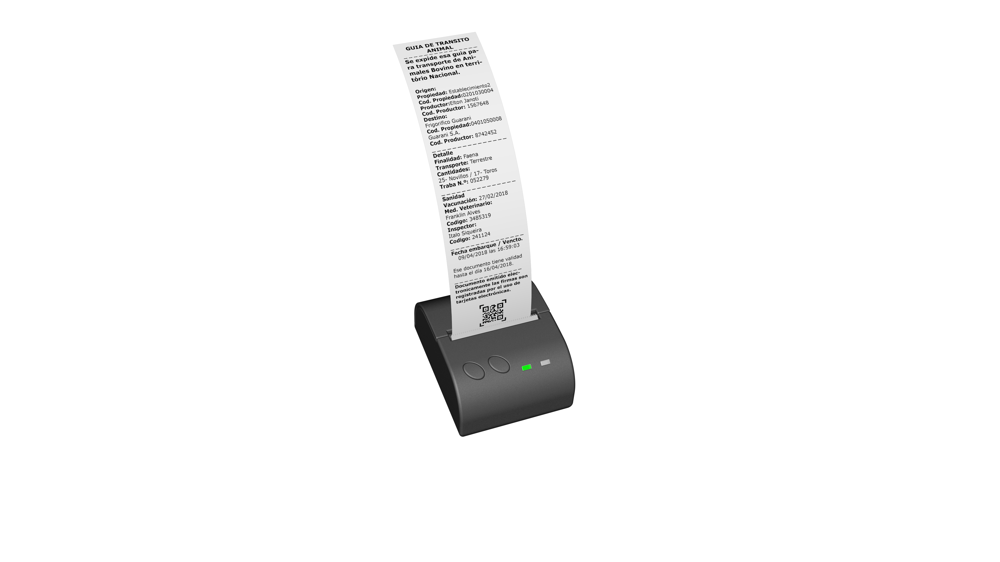 GUIA DE TRANSITO
ANIMAL
Se expide esa guia pa-
ra transporte de Ani-
males Bovino en terri-
tório Nacional.
Origen:
Propiedad: Establecimiento2
Cod. Propiedad:0201030004
Productor:Elton Janoti
Cod. Productor: 1567648
Destino:
Frigorifico Guarani
Cod. Propiedad:0401050008
Guarani S.A.
Cod. Productor: 8742452
Detalle
Finalidad: Faena
Transporte: Terrestre
Cantidades:
25- Novillos / 17- Toros
Traba N.º: 052279
Sanidad
Vacunación: 27/02/2018
Med. Veterinario:
Franklin Alves
Codigo: 3485319
Inspector:
Italo Siqueira
Codigo: 241124
Fecha embarque / Vencto.
09/04/2018 las 16:59:03
Ese documento tiene validad
hasta el día 16/04/2018.
Documento emitido elec-
tronicamente las firmas son
registradas por el uso de
tarjetas electrónicas.